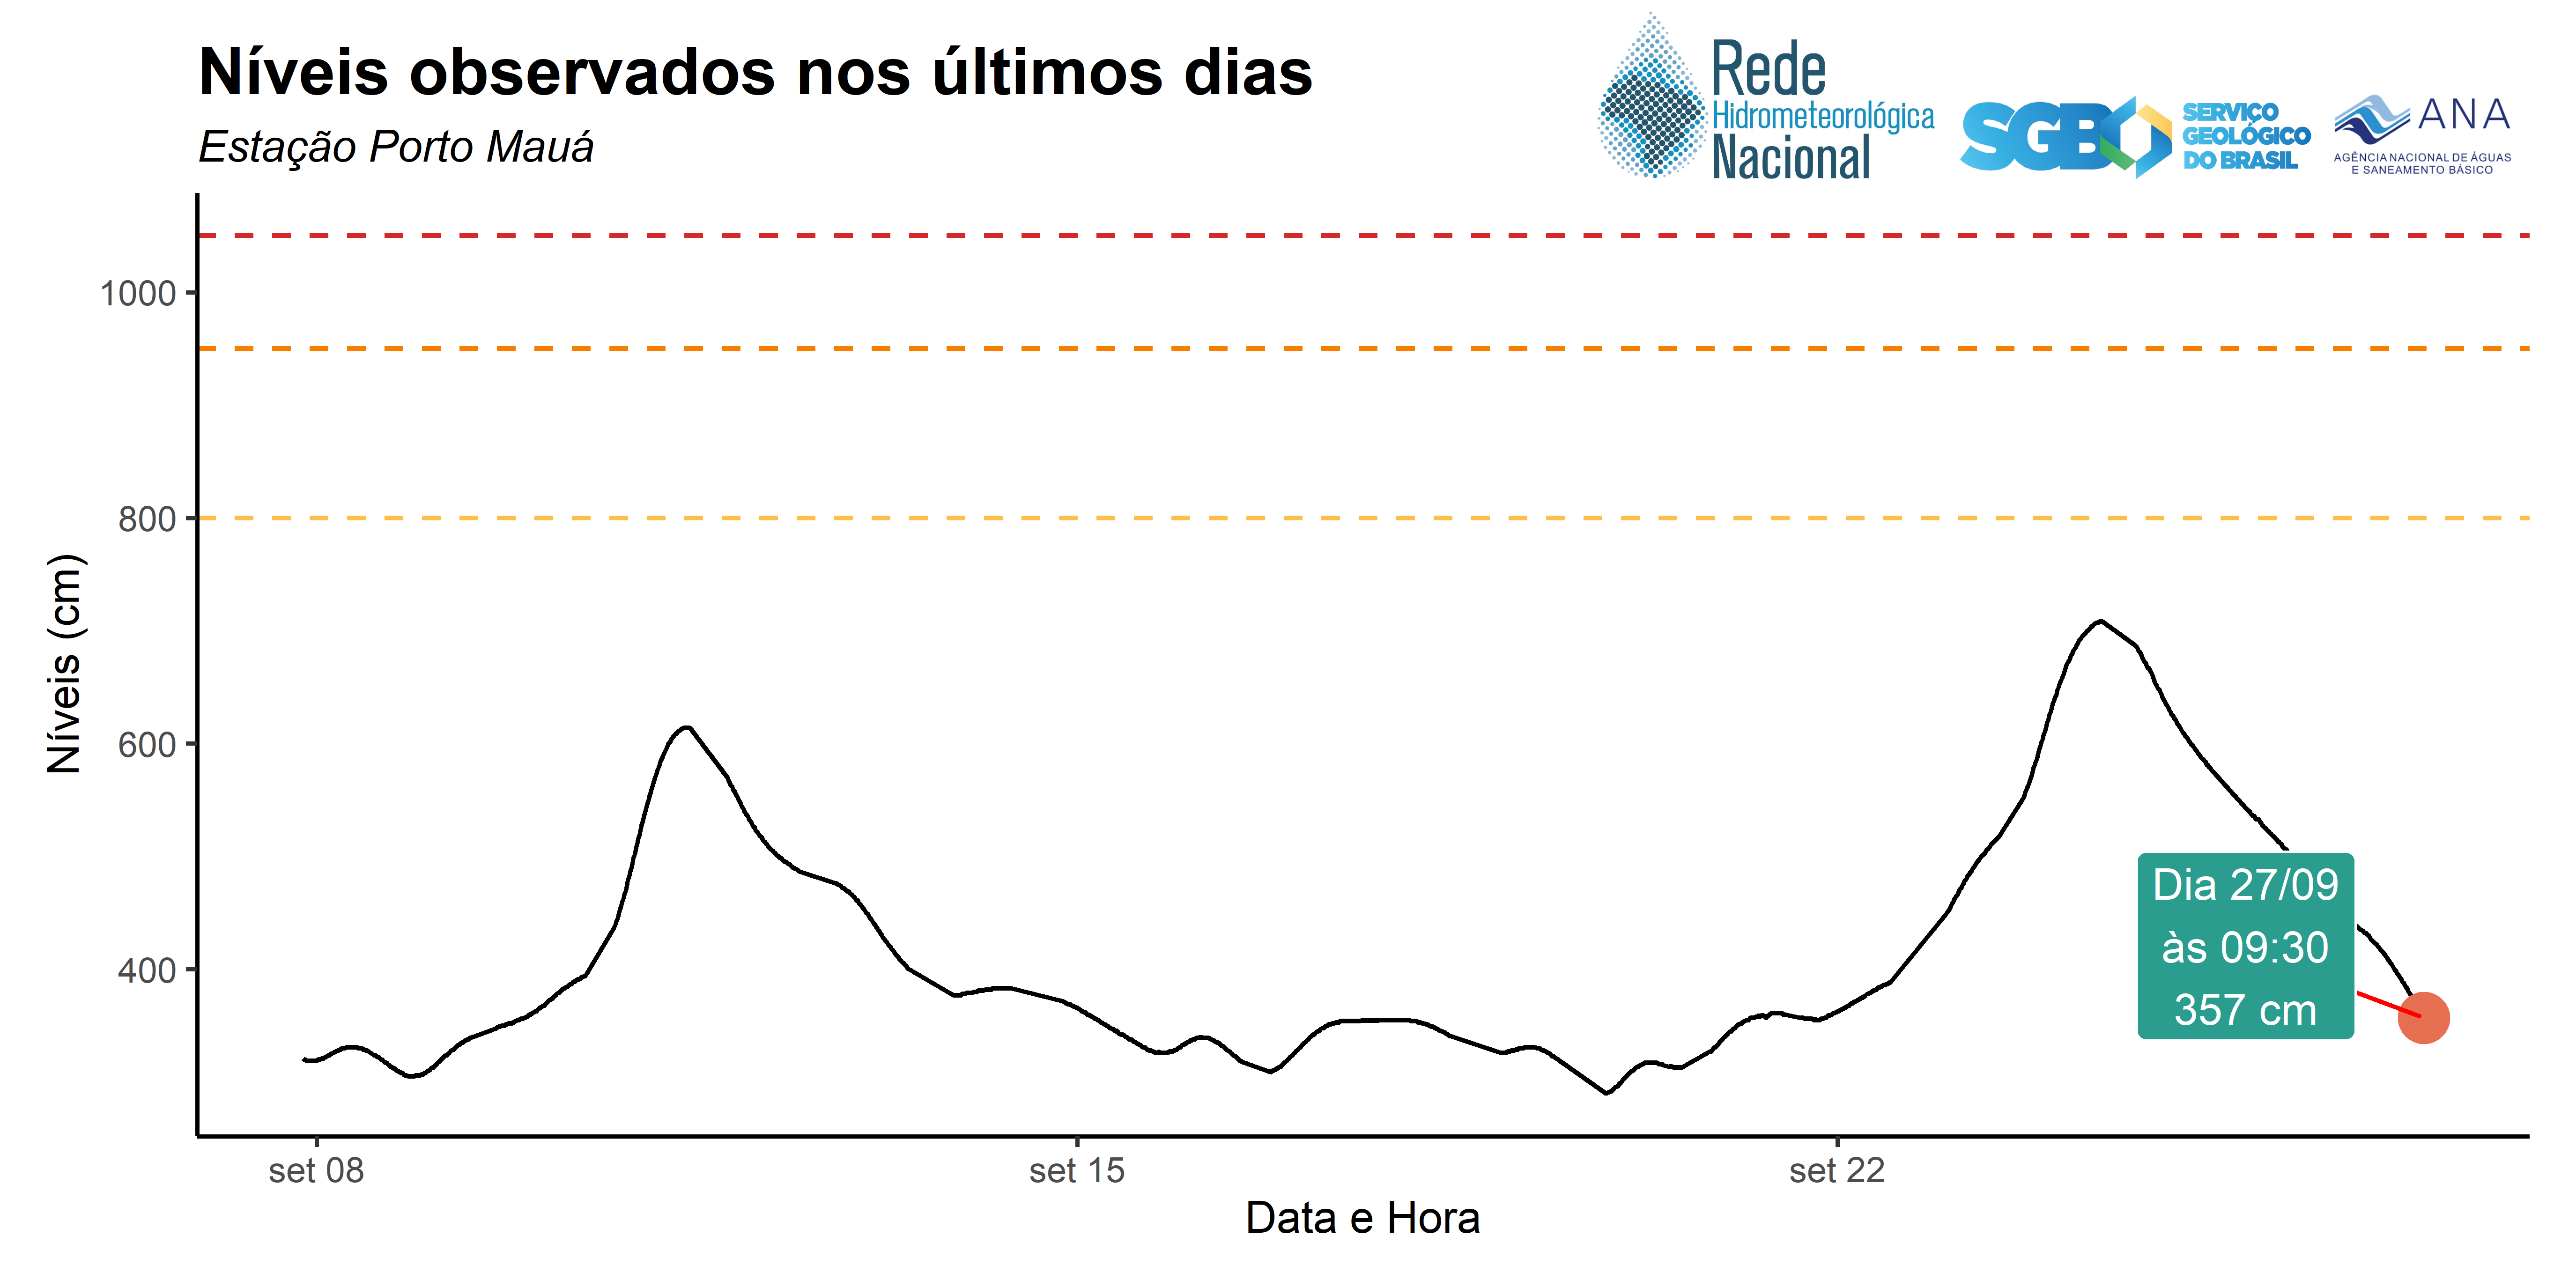 Níveis observados nos últimos dias
Estação Porto Mauá
Rede
Hidrometeorológica
Nacional
SGB
SERVIÇO
GEOLÓGICO
DO BRASIL
ANA
AGÊNCIA NACIONAL DE ÁGUAS
E SANEAMENTO BÁSICO
Níveis (cm)
1000
800
600
400
Dia 27/09
às 09:30
357 cm
set 08
set 15
set 22
Data e Hora